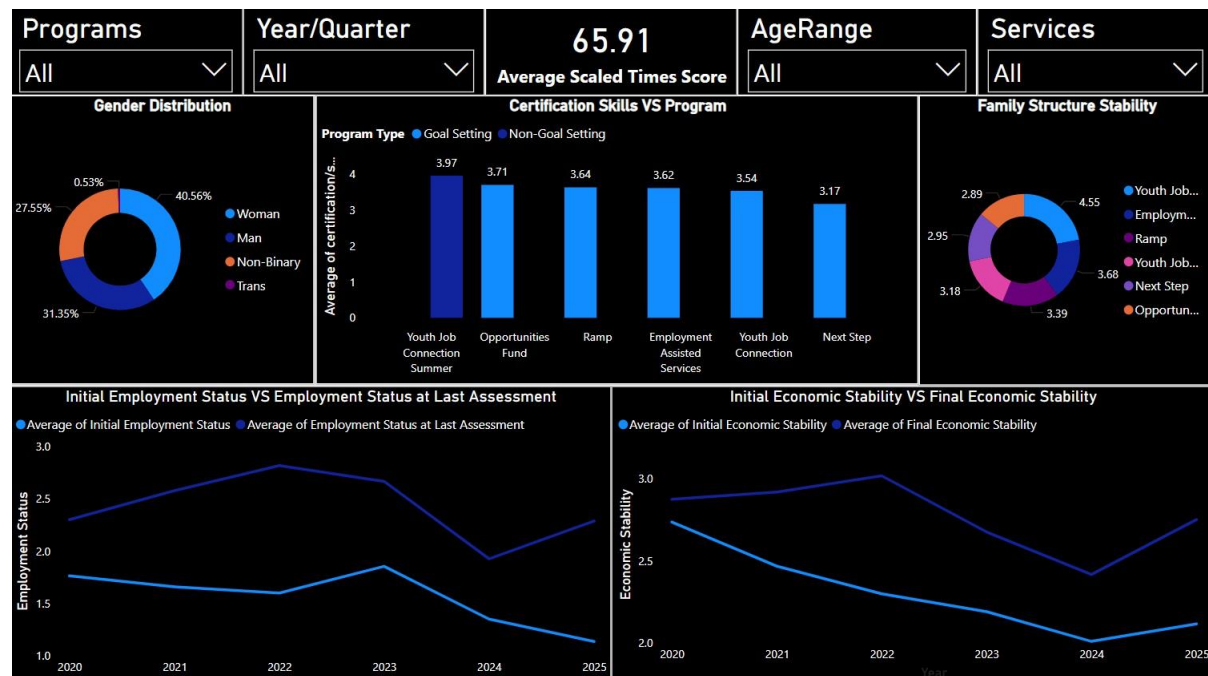 Programs
All
Year/Quarter
All
65.91
Average Scaled Times Score
AgeRange
All
Services
All
Gender Distribution
0.53%
40.56%
27.55%
31.35%
Woman
Man
Non-Binary
Trans
Certification Skills VS Program
Program Type Goal Setting Non-Goal Setting
Average of certification/s...
4
3
2
1
0
3.97
3.71
3.64
3.62
3.54
3.17
Youth Job
Connection
Summer
Opportunities
Fund
Ramp
Employment
Assisted
Services
Youth Job
Connection
Next Step
Family Structure Stability
2.89
4.55
2.95
3.68
3.18
3.39
Youth Job...
Employm...
Ramp
Youth Job...
Next Step
Opportun...
Initial Employment Status VS Employment Status at Last Assessment
Average of Initial Employment Status Average of Employment Status at Last Assessment
Employment Status
3.0
2.5
2.0
1.5
1.0
2020 2021 2022 2023 2024 2025
Initial Economic Stability VS Final Economic Stability
Average of Initial Economic Stability Average of Final Economic Stability
Economic Stability
3.0
2.5
2.0
2020 2021 2022 2023 2024 2025
Year